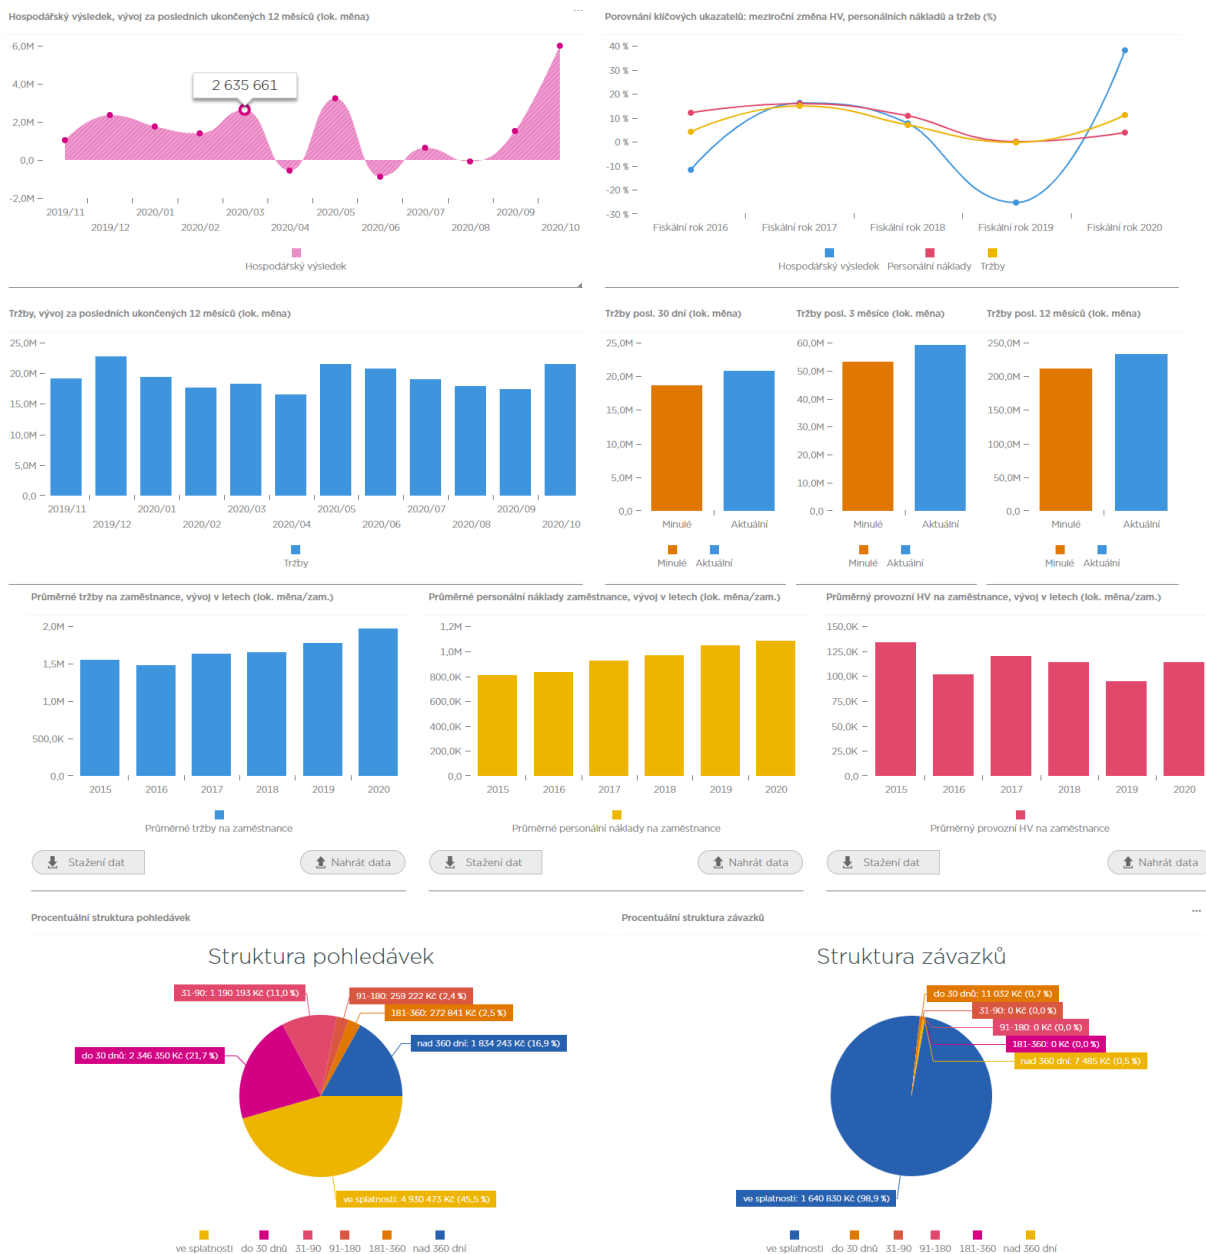 Hospodářský výsledek, vývoj za posledních ukončených 12 měsíců (lok. měna)
...
6,0M
4,0M
2,0M
0,0
-2,0M
2 635 661
2019/11
2019/12
2020/01
2020/02
2020/03
2020/04
2020/05
2020/06
2020/07
2020/08
2020/09
2020/10
Hospodářský výsledek
Porovnání klíčových ukazatelů: meziroční změna HV, personálních nákladů a tržeb (%)
40 %
30 %
20 %
10 %
0 %
-10 %
-20 %
-30 %
Fiskální rok 2016
Fiskální rok 2017
Fiskální rok 2018
Fiskální rok 2019
Fiskální rok 2020
Hospodářský výsledek Personální náklady Tržby
Tržby, vývoj za posledních ukončených 12 měsíců (lok. měna)
25,0M
20,0M
15,0M
10,0M
5,0M
0,0
2019/11
2019/12
2020/01
2020/02
2020/03
2020/04
2020/05
2020/06
2020/07
2020/08
2020/09
2020/10
Tržby
Tržby posl. 30 dní (lok. měna)
25,0M
20,0M
15,0M
10,0M
5,0M
0,0
Minulé Aktuální
Minulé Aktuální
Tržby posl. 3 měsíce (lok. měna)
60,0M
50,0M
40,0M
30,0M
20,0M
10,0M
0,0
Minulé Aktuální
Minulé Aktuální
Tržby posl. 12 měsíců (lok. měna)
250,0M
200,0M
150,0M
100,0M
50,0M
0,0
Minulé Aktuální
Minulé Aktuální
Průměrné tržby na zaměstnance, vývoj v letech (lok. měna/zam.)
2,0M
1,5M
1,0M
500,0K
0,0
2015 2016 2017 2018 2019 2020
Průměrné tržby na zaměstnance
Stažení dat
Nahrát data
Průměrné personální náklady zaměstnance, vývoj v letech (lok. měna/zam.)
1,2M
1,0M
800,0K
600,0K
400,0K
200,0K
0,0
2015 2016 2017 2018 2019 2020
Průměrné personální náklady na zaměstnance
Stažení dat
Nahrát data
Průměrný provozní HV na zaměstnance, vývoj v letech (lok. měna/zam.)
150,0K
125,0K
100,0K
75,0K
50,0K
25,0K
0,0
2015 2016 2017 2018 2019 2020
Průměrný provozní HV na zaměstnance
Stažení dat
Nahrát data
Procentuální struktura pohledávek
Struktura pohledávek
31-90: 1 190 193 Kč (11,0 %)
91-180: 259 222 Kč (2,4 %)
181-360: 272 841 Kč (2,5 %)
nad 360 dní: 1 834 243 Kč (16,9 %)
do 30 dnů: 2 346 350 Kč (21,7 %)
ve splatnosti: 4 930 473 Kč (45,5 %)
ve splatnosti do 30 dnů 31-90 91-180 181-360 nad 360 dní
Procentuální struktura závazků
...
Struktura závazků
do 30 dnů: 11 032 Kč (0,7 %)
31-90: 0 Kč (0,0 %)
91-180: 0 Kč (0,0 %)
181-360: 0 Kč (0,0 %)
nad 360 dní: 7 485 Kč (0,5 %)
ve splatnosti: 1 640 830 Kč (98,9 %)
ve splatnosti do 30 dnů 31-90 91-180 181-360 nad 360 dní